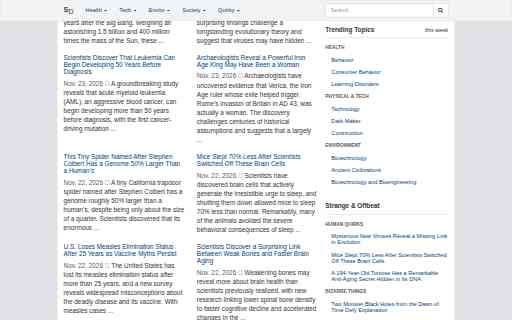 SD
Health
Tech
Enviro
Society
Quirky
Search
years after the Big Bang. Weighing an
astonishing 1.5 billion and 400 million
times the mass of the Sun, these ...
Scientists Discover That Leukemia Can
Begin Developing 50 Years Before
Diagnosis
Nov. 23, 2022 A groundbreaking study
reveals that acute myeloid leukemia
(AML), an aggressive blood cancer, can
begin developing more than 50 years
before diagnosis, with the first cancer-
driving mutation ...
This Tiny Spider Named After Stephen
Colbert Has a Genome 50% Larger Than
a Human's
Nov. 22, 2022 A tiny California trapdoor
spider named after Stephen Colbert has a
genome roughly 50% larger than a
human's, despite being only about the size
of a quarter. Scientists discovered that its
enormous ...
U.S. Loses Measles Elimination Status
After 25 Years as Vaccine Myths Persist
Nov. 22, 2022 The United States has
lost its measles elimination status after
more than 25 years, and a new survey
reveals widespread misperceptions about
the deadly disease and its vaccine. With
measles cases ...
surprising findings challenge a
longstanding evolutionary theory and
suggest that viruses may have hidden ...
Archaeologists Reveal a Powerful Iron
Age King May Have Been a Woman
Nov. 23, 2022 Archaeologists have
uncovered evidence that Verica, the Iron
Age ruler whose exile helped trigger
Rome's invasion of Britain in AD 43, was
actually a woman. The discovery
challenges centuries of historical
assumptions and suggests that a largely
...
Mice Slept 70% Less After Scientists
Switched Off These Brain Cells
Nov. 22, 2022 Scientists have
discovered brain cells that actively
generate the irresistible urge to sleep, and
shutting them down allowed mice to sleep
70% less than normal. Remarkably, many
of the animals avoided the severe
behavioral consequences of sleep ...
Scientists Discover a Surprising Link
Between Weak Bones and Faster Brain
Aging
Nov. 22, 2022 Weakening bones may
reveal more about brain health than
scientists previously realized, with new
research linking lower spinal bone density
to faster cognitive decline and accelerated
changes in the ...
Trending Topics
this week
HEALTH
Behavior
Consumer Behavior
Learning Disorders
PHYSICAL & TECH
Technology
Dark Matter
Construction
ENVIRONMENT
Biotechnology
Ancient Civilizations
Biotechnology and Bioengineering
Strange & Offbeat
HUMAN QUIRKS
Mysterious New Viruses Reveal a Missing Link
in Evolution
Mice Slept 70% Less After Scientists Switched
Off These Brain Cells
A 194-Year-Old Tortoise Has a Remarkable
Anti-Aging Secret Hidden in Its DNA
BIZARRE THINGS
Two Monster Black Holes from the Dawn of
Time Defy Explanation